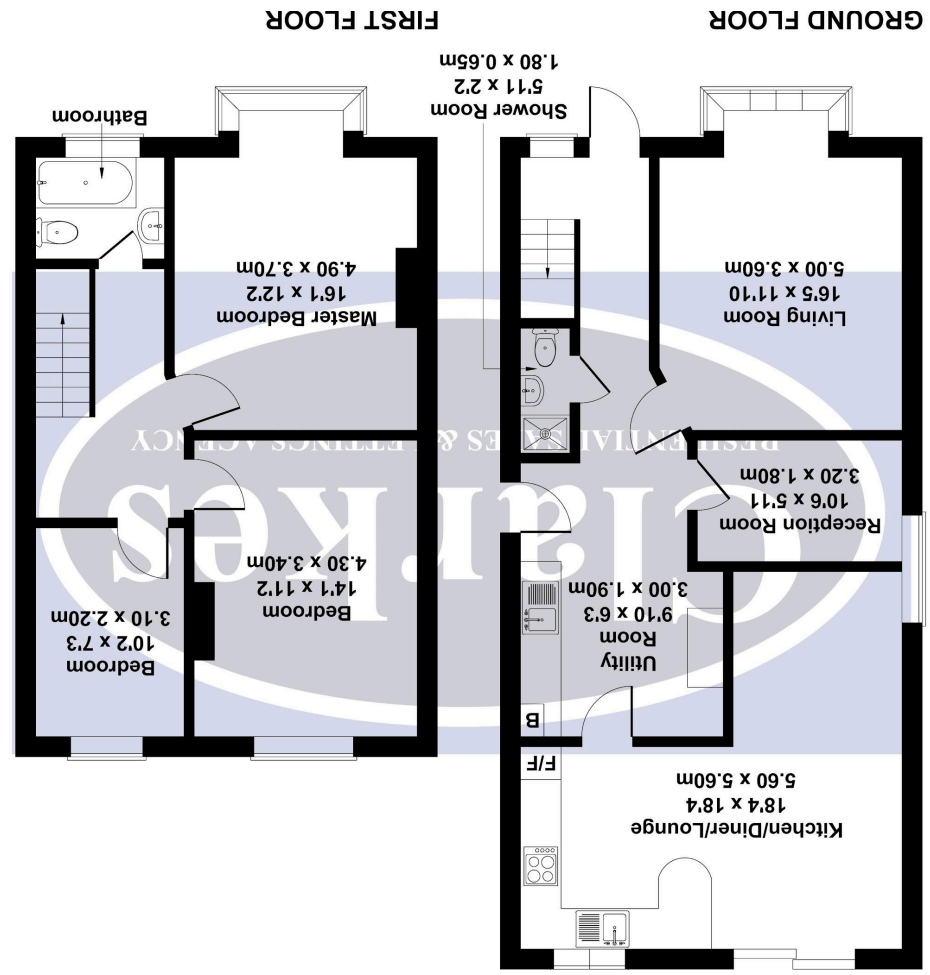 Kitchen/Diner/Lounge
18'4 x 18'4
5.60 x 5.60m
F/F
B
Utility
Room
9'10 x 6'3
3.00 x 1.90m
Reception Room
10'6 x 5'11
3.20 x 1.80m
Living Room
16'5 x 11'10
5.00 x 3.60m
Shower Room
5'11 x 2'2
1.80 x 0.65m
GROUND FLOOR
Bedroom
10'2 x 7'3
3.10 x 2.20m
Bedroom
14'1 x 11'2
4.30 x 3.40m
Master Bedroom
16'1 x 12'2
4.90 x 3.70m
Bathroom
FIRST FLOOR
Clarkes
RESIDENTIAL SALES & LETTINGS AGENCY